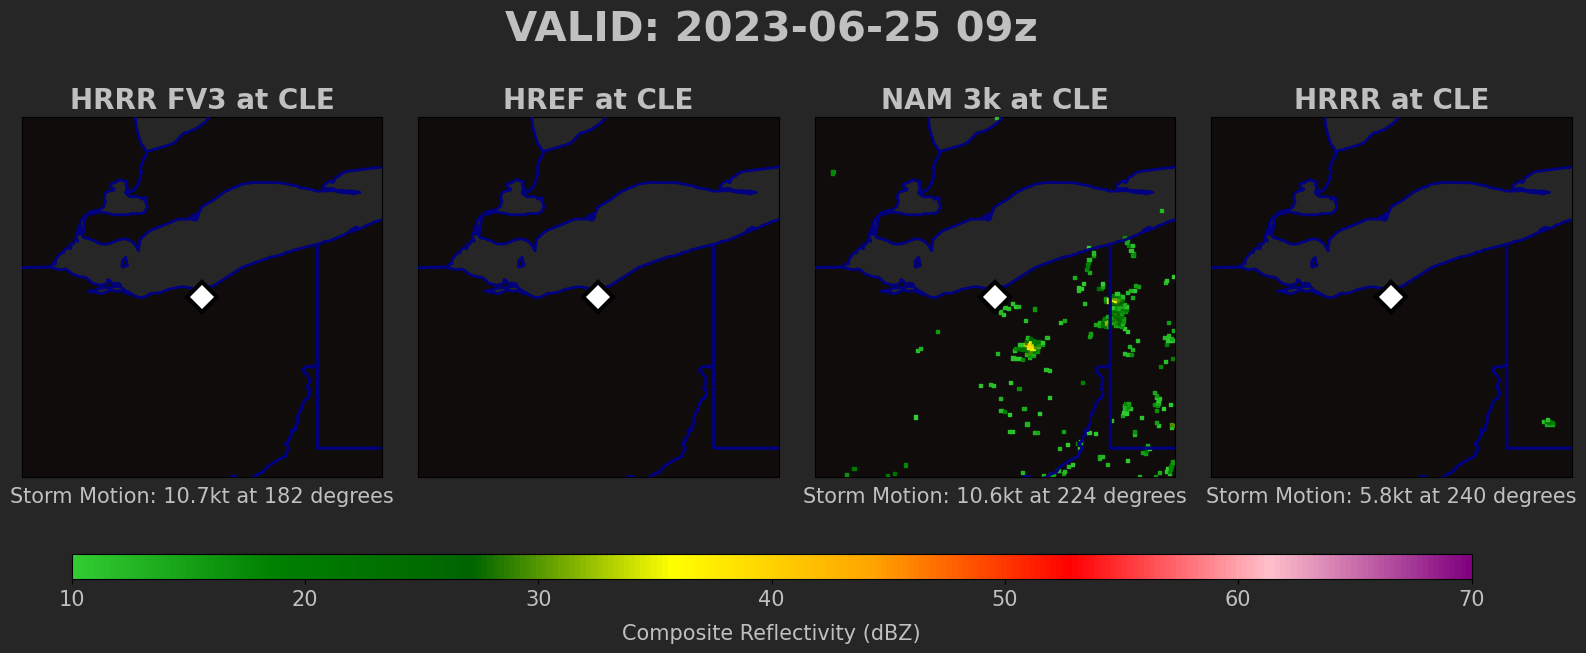 VALID: 2023-06-25 09z
HRRR FV3 at CLE
HREF at CLE
NAM 3k at CLE
HRRR at CLE
Storm Motion: 10.7kt at 182 degrees
Storm Motion: 10.6kt at 224 degrees
Storm Motion: 5.8kt at 240 degrees
10 20 30 40 50 60 70
Composite Reflectivity (dBZ)